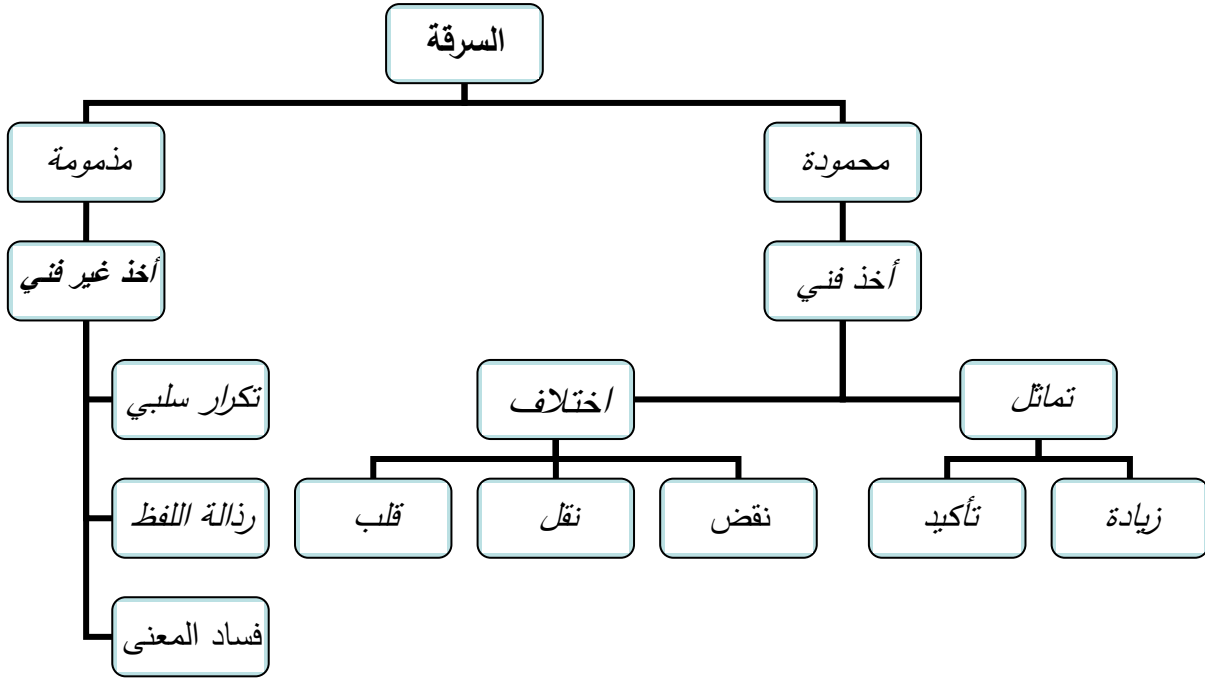 السرقة
محمودة
مذمومة
أخذ فني
أخذ غير فني
تماثل
اختلاف
تكرار سلبي
زيادة
تأكيد
نقض
نقل
قلب
رذالة اللفظ
فساد المعنى